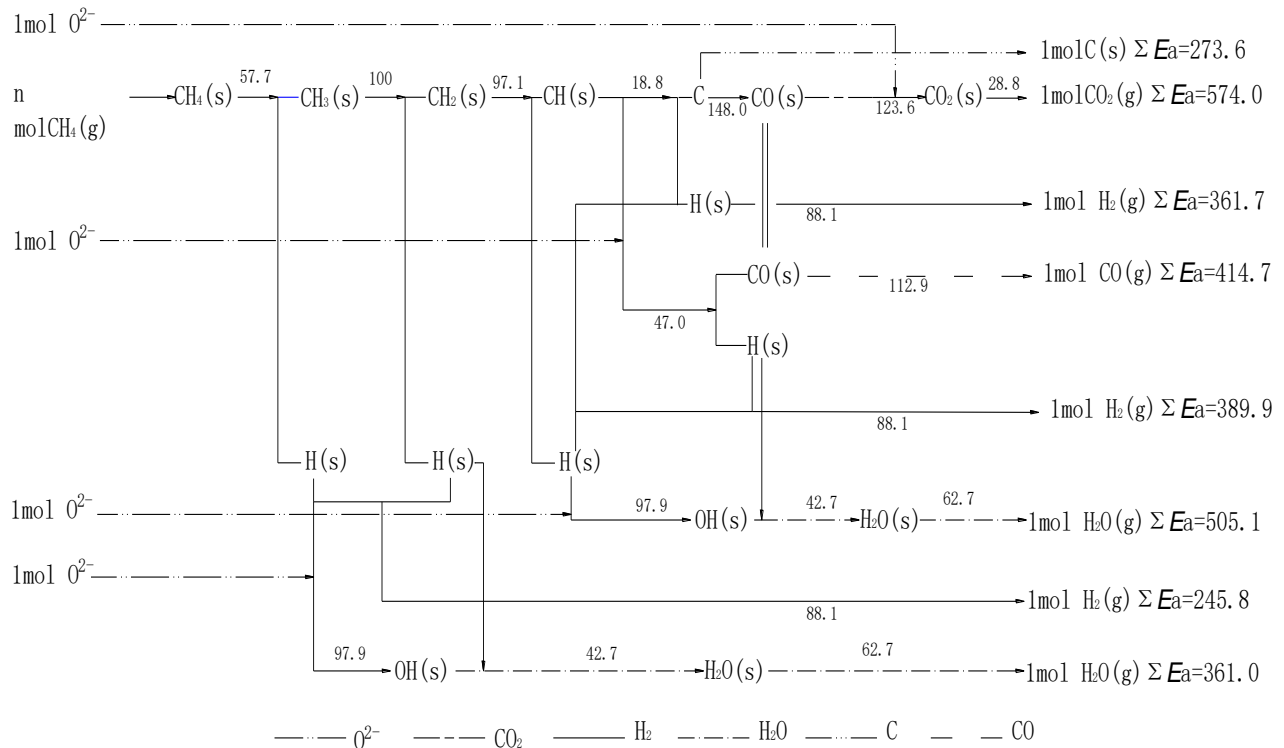 1mol O²⁻
1molC(s) ΣEa=273.6
n
molCH₄(g)
CH₄(s) 57.7 CH₃(s) 100 CH₂(s) 97.1 CH(s) 18.8 C 148.0 CO(s) 123.6 CO₂(s) 28.8 1molCO₂(g) ΣEa=574.0
H(s) 88.1 1mol H₂(g) ΣEa=361.7
1mol O²⁻
CO(s) 112.9 1mol CO(g) ΣEa=414.7
47.0
H(s)
88.1 1mol H₂(g) ΣEa=389.9
H(s) H(s) H(s)
1mol O²⁻
97.9 OH(s) 42.7 H₂O(s) 62.7 1mol H₂O(g) ΣEa=505.1
1mol O²⁻
88.1 1mol H₂(g) ΣEa=245.8
97.9 OH(s) 42.7 H₂O(s) 62.7 1mol H₂O(g) ΣEa=361.0
O²⁻ CO₂ H₂ H₂O C CO